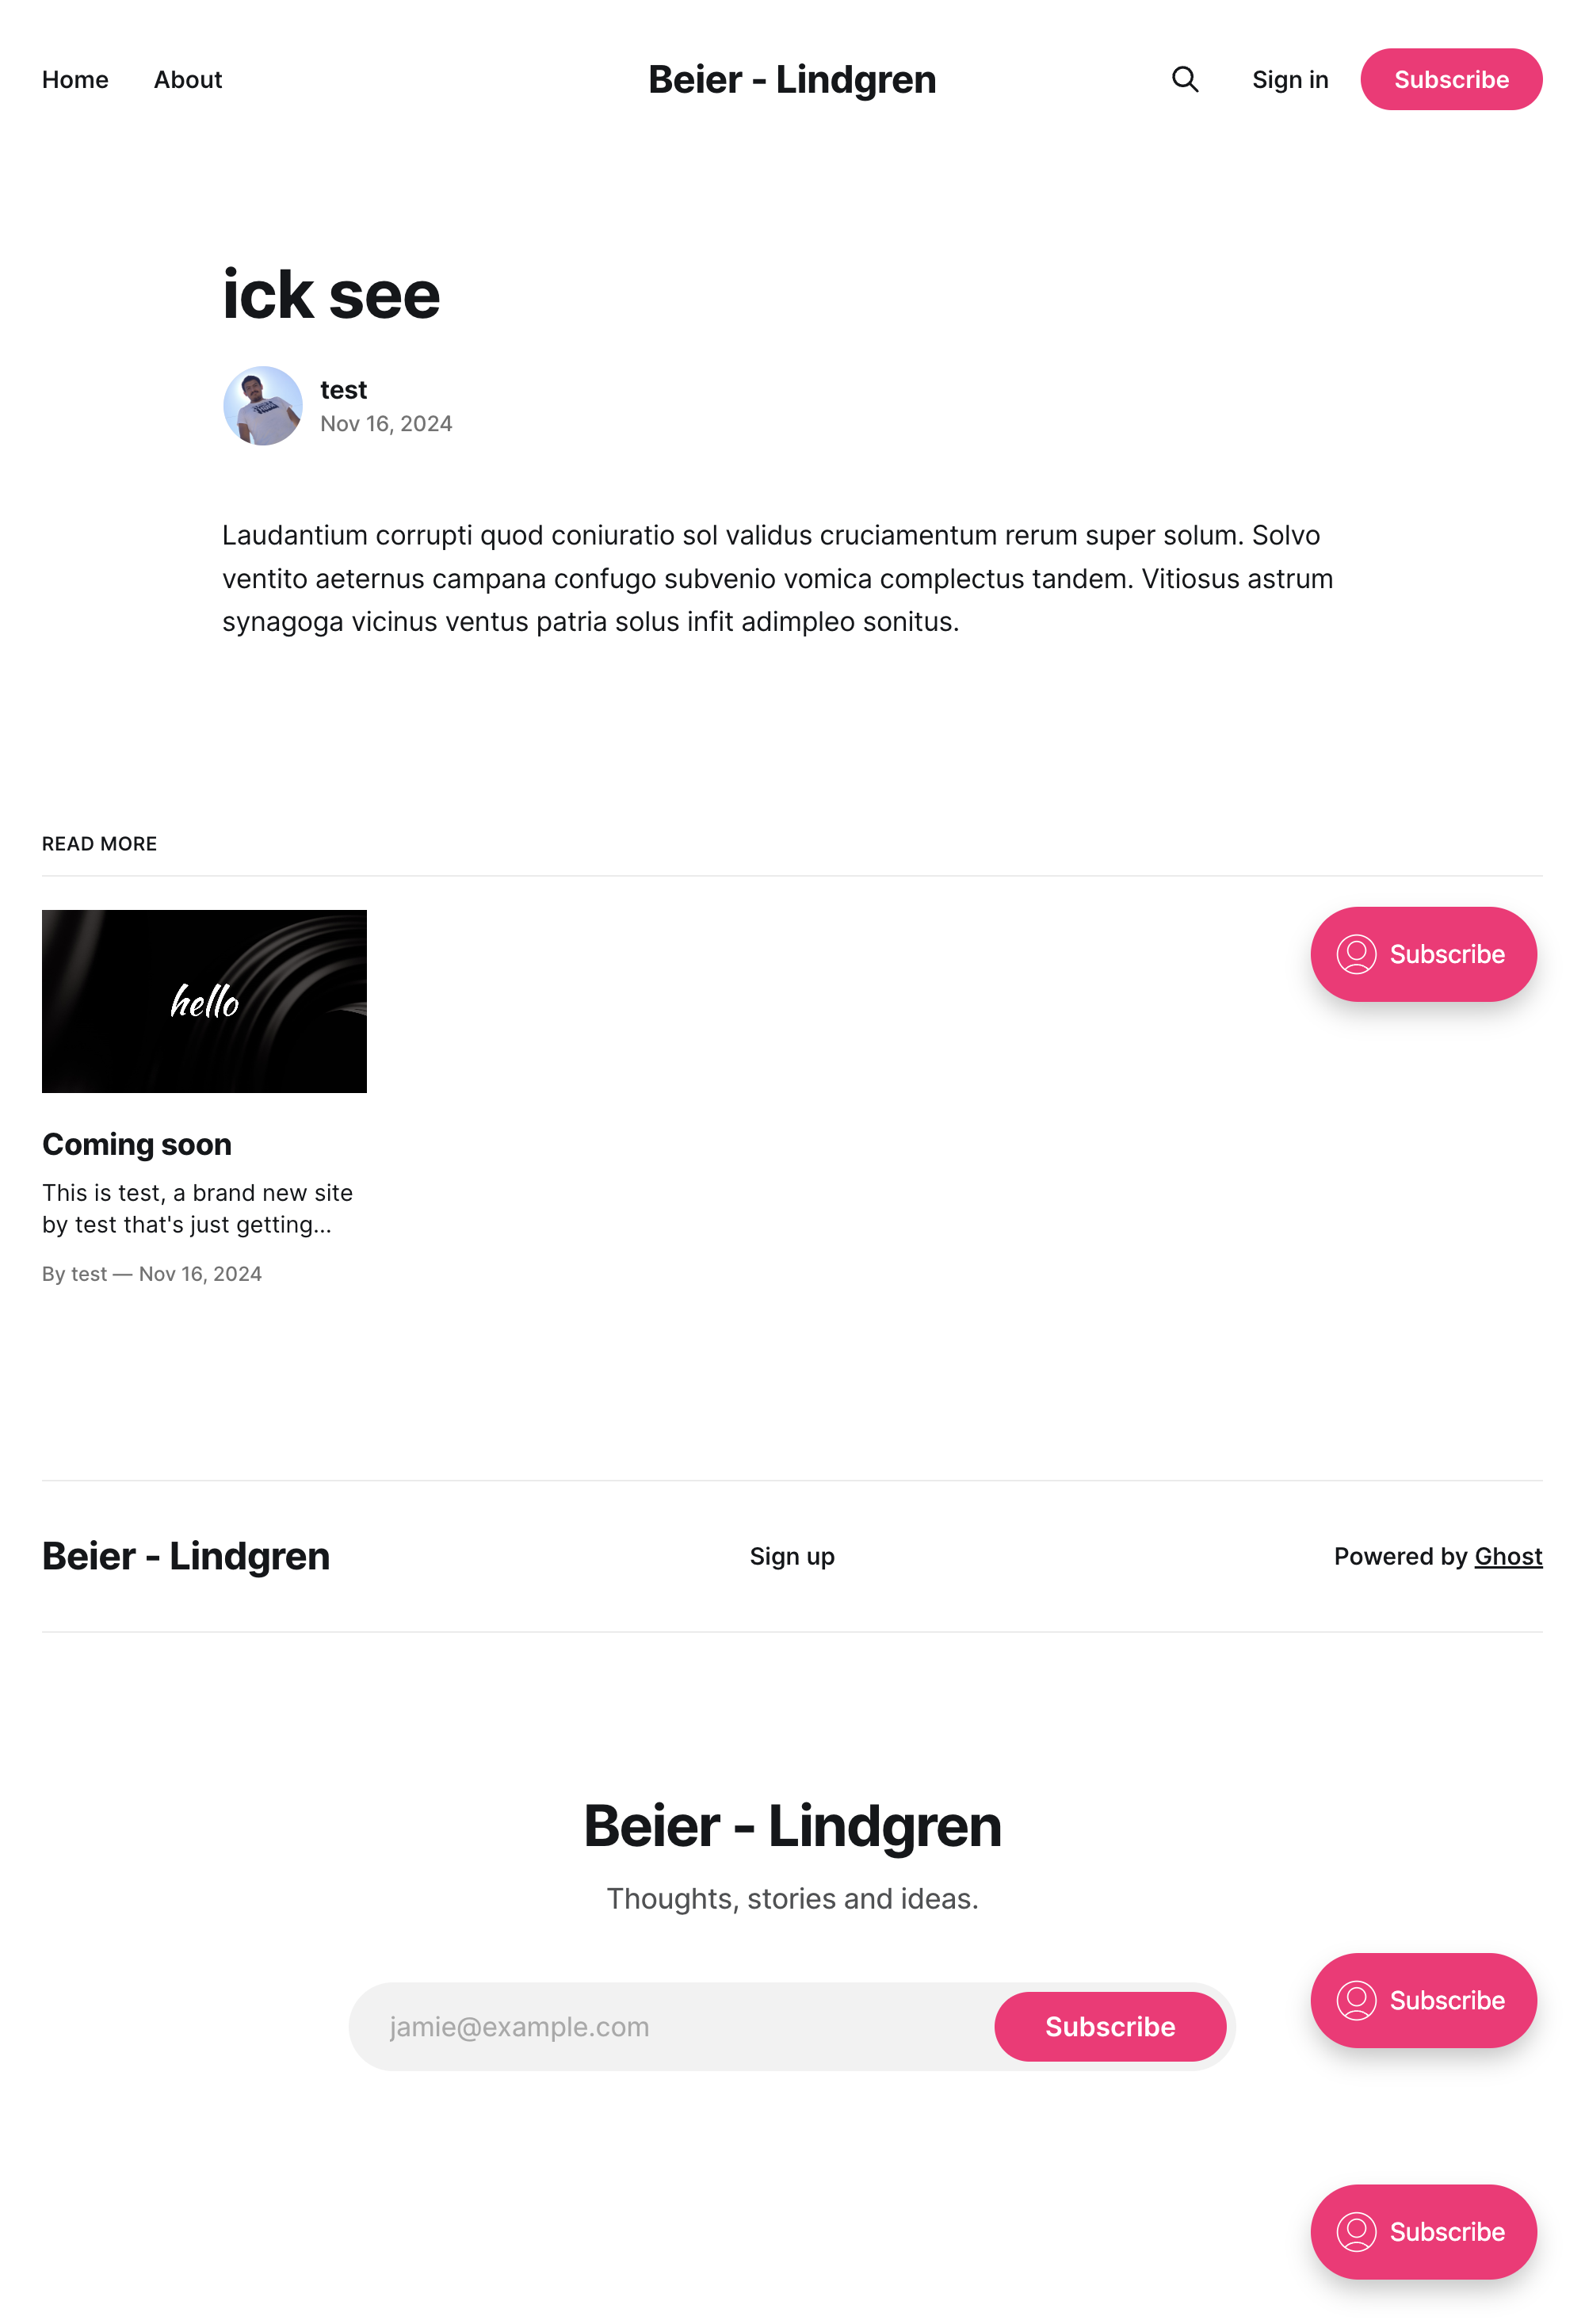 Home About Beier - Lindgren Sign in Subscribe
ick see
test
Nov 16, 2024
Laudantium corrupti quod coniuratio sol validus cruciamentum rerum super solum. Solvo
ventito aeternus campana confugo subvenio vomica complectus tandem. Vitiosus astrum
synagoga vicinus ventus patria solus infit adimpleo sonitus.
READ MORE
Subscribe
hello
Coming soon
This is test, a brand new site
by test that's just getting...
By test — Nov 16, 2024
Beier - Lindgren Sign up Powered by Ghost
Beier - Lindgren
Thoughts, stories and ideas.
jamie@example.com Subscribe
Subscribe
Subscribe